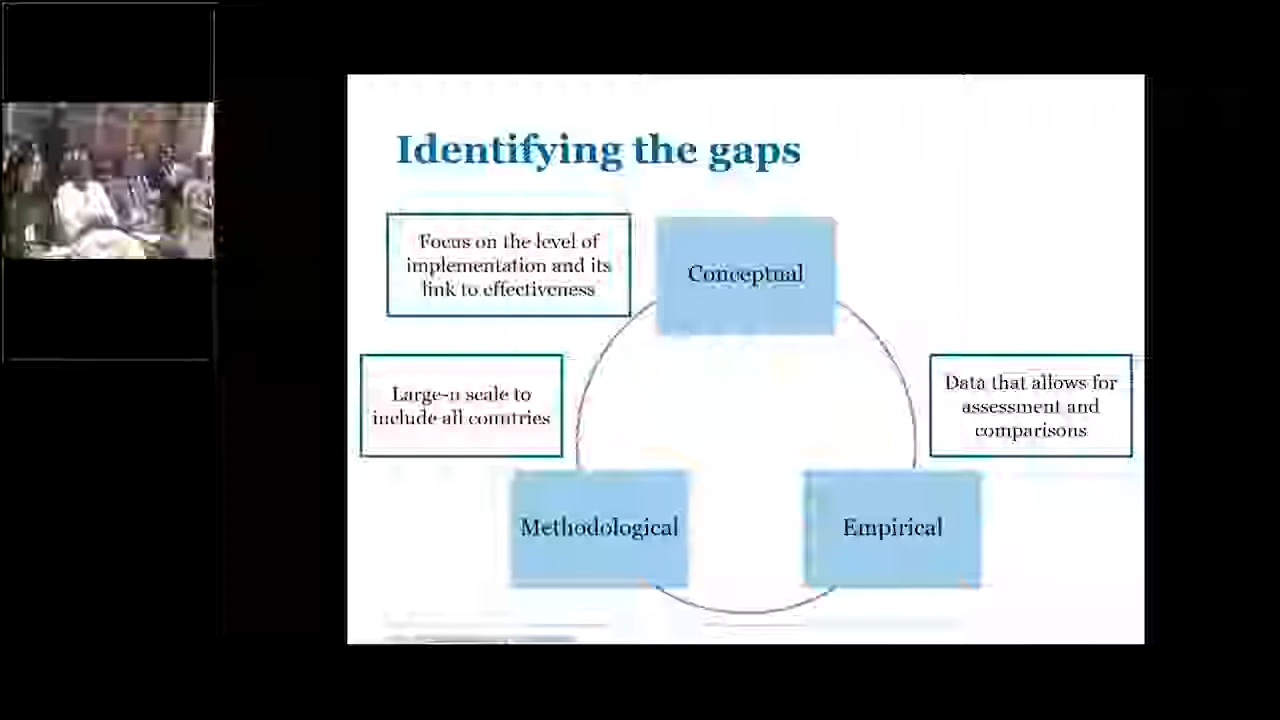 Identifying the gaps
Focus on the level of
implementation and its
link to effectiveness
Conceptual
Large-n scale to
include all countries
Data that allows for
assessment and
comparisons
Methodological
Empirical